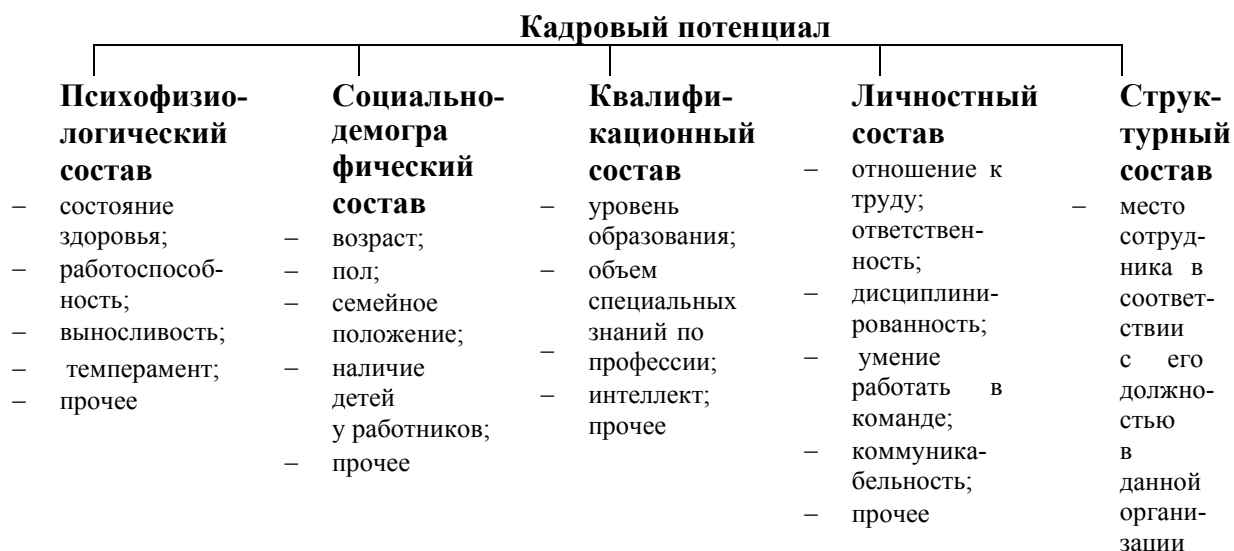 Кадровый потенциал
Психофизио-
логический
состав
– состояние
здоровья;
– работоспособ-
ность;
– выносливость;
– темперамент;
– прочее
Социально-
демогра
фический
состав
– возраст;
– пол;
– семейное
положение;
– наличие
детей
у работников;
– прочее
Квалифи-
кационный
состав
– уровень
образования;
– объем
специальных
знаний по
– профессии;
– интеллект;
прочее
Личностный
состав
– отношение к
труду;
ответствен-
ность;
– дисциплини-
рованность;
– умение
работать в
команде;
– коммуника-
бельность;
– прочее
Струк-
турный
состав
– место
сотруд-
ника в
соответ-
ствии
с его
должно-
стью
в
данной
органи-
зации